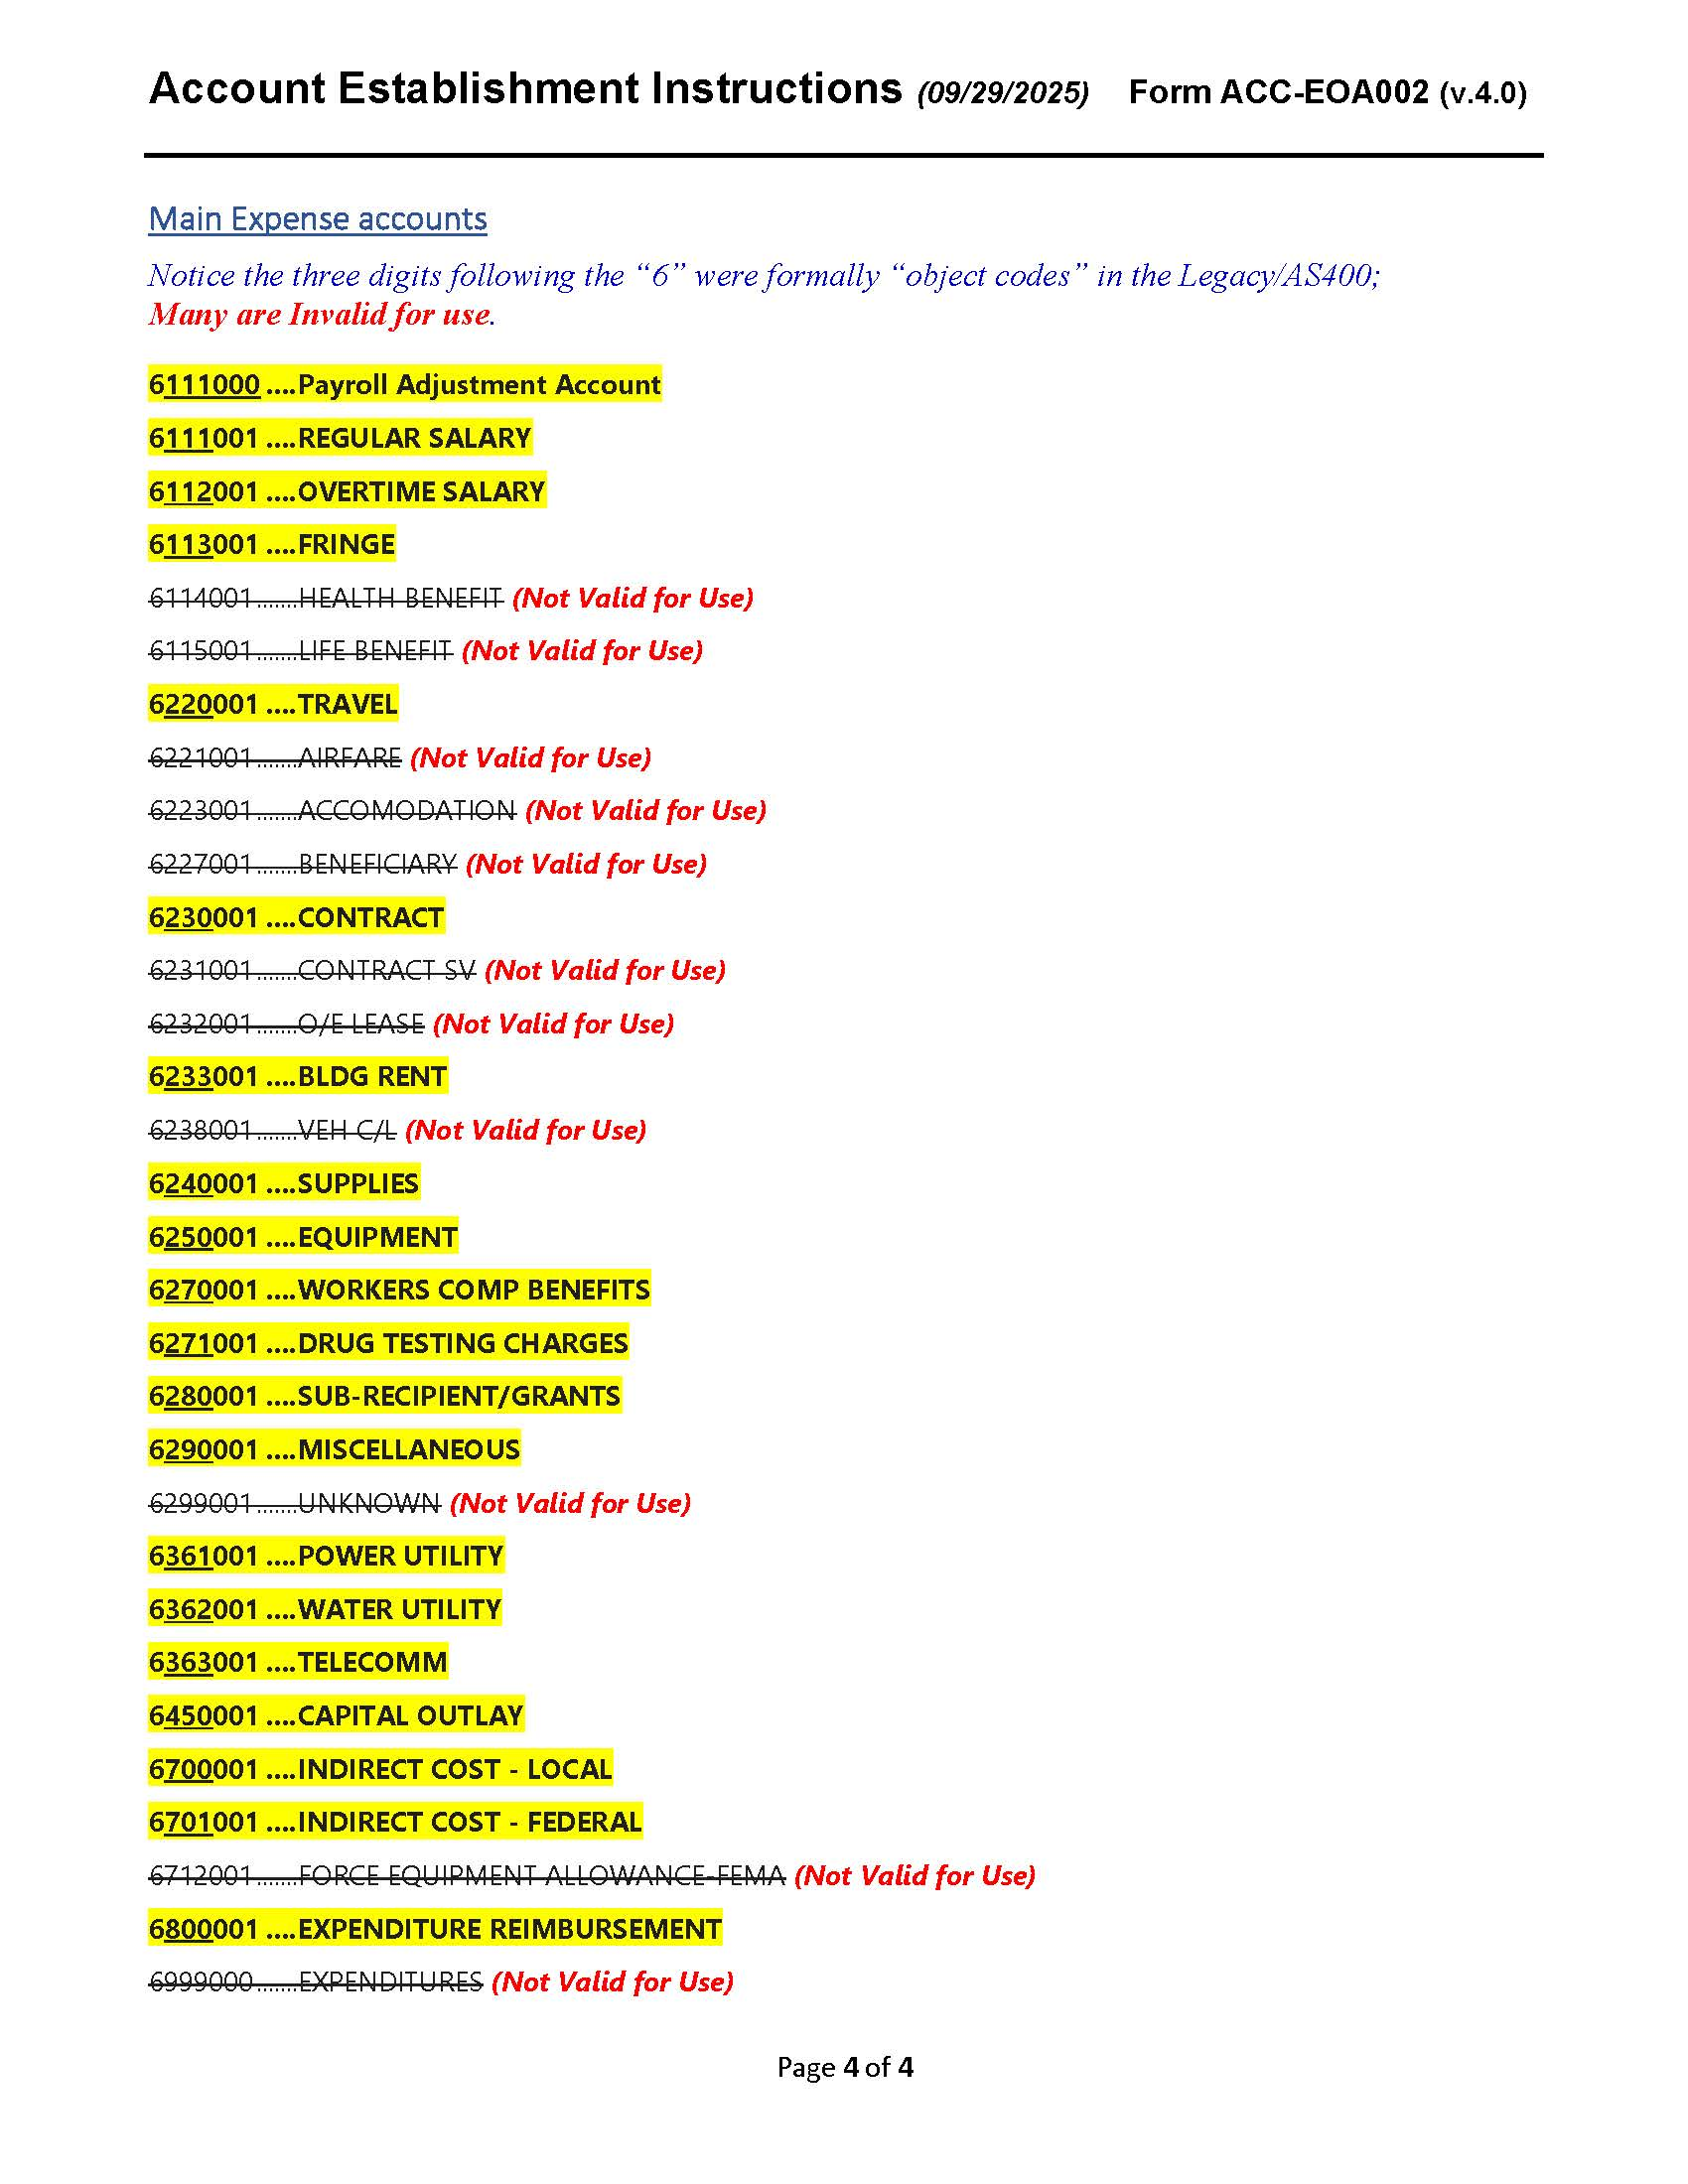 Account Establishment Instructions (09/29/2025) Form ACC-EOA002 (v.4.0)
Main Expense accounts
Notice the three digits following the “6” were formally “object codes” in the Legacy/AS400;
Many are Invalid for use.
6111000 ....Payroll Adjustment Account
6111001 ....REGULAR SALARY
6112001 ....OVERTIME SALARY
6113001 ....FRINGE
6114001.......HEALTH BENEFIT (Not Valid for Use)
6115001.......LIFE BENEFIT (Not Valid for Use)
6220001 ....TRAVEL
6221001.......AIRFARE (Not Valid for Use)
6223001.......ACCOMODATION (Not Valid for Use)
6227001.......BENEFICIARY (Not Valid for Use)
6230001 ....CONTRACT
6231001.......CONTRACT SV (Not Valid for Use)
6232001.......O/E LEASE (Not Valid for Use)
6233001 ....BLDG RENT
6238001.......VEH C/L (Not Valid for Use)
6240001 ....SUPPLIES
6250001 ....EQUIPMENT
6270001 ....WORKERS COMP BENEFITS
6271001 ....DRUG TESTING CHARGES
6280001 ....SUB-RECIPIENT/GRANTS
6290001 ....MISCELLANEOUS
6299001.......UNKNOWN (Not Valid for Use)
6361001 ....POWER UTILITY
6362001 ....WATER UTILITY
6363001 ....TELECOMM
6450001 ....CAPITAL OUTLAY
6700001 ....INDIRECT COST - LOCAL
6701001 ....INDIRECT COST - FEDERAL
6712001.......FORCE EQUIPMENT ALLOWANCE-FEMA (Not Valid for Use)
6800001 ....EXPENDITURE REIMBURSEMENT
6999000.......EXPENDITURES (Not Valid for Use)
Page 4 of 4